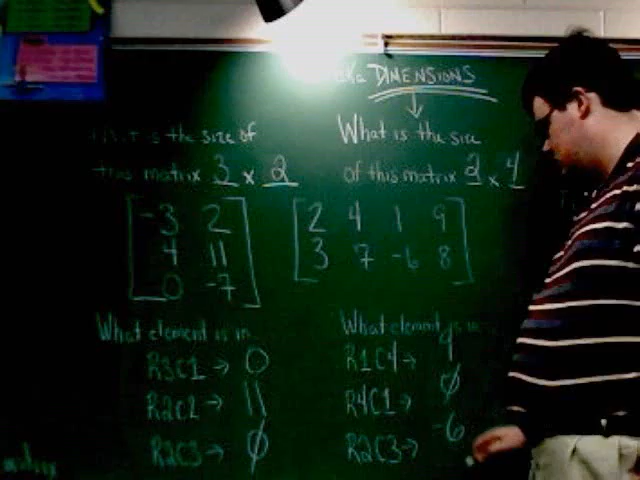 DIMENSIONS
is the size of
this matrix 3 x 2
-3 2
4 11
0 -7
What element is in
R3C1 → 0
R2C2 → 11
R2C3 → ∅
What is the size
of this matrix 2 x 4
2 4 1 9
3 7 -6 8
What element is in
R1C4 → 9
R4C1 → ∅
R2C3 → -6